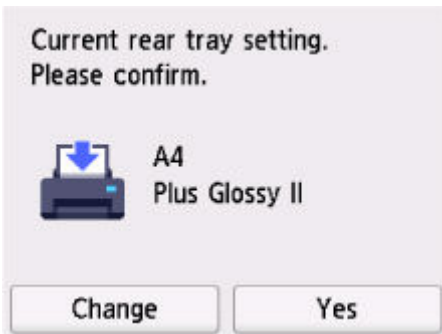 Current rear tray setting.
Please confirm.
A4
Plus Glossy II
Change
Yes